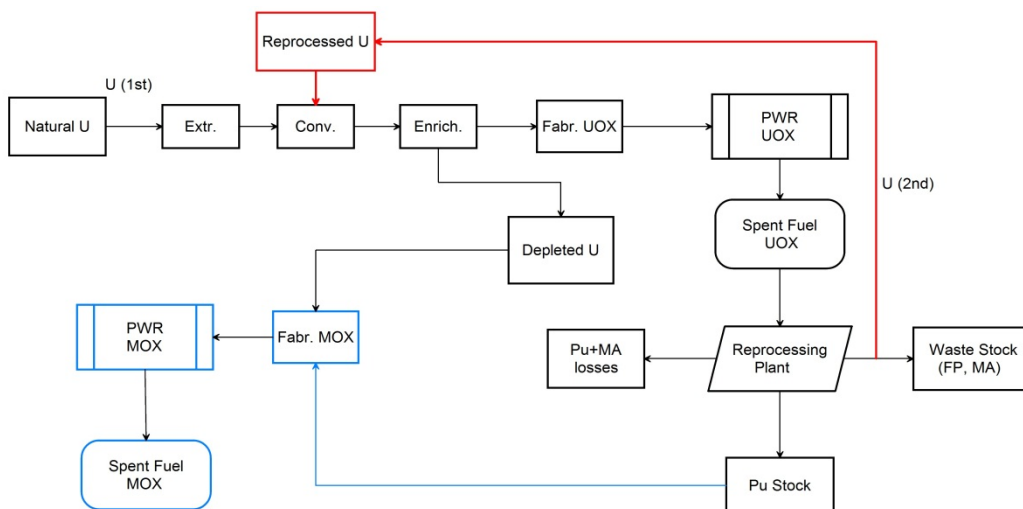 Reprocessed U
U (1st)
Natural U
Extr.
Conv.
Enrich.
Fabr. UOX
PWR
UOX
U (2nd)
Spent Fuel
UOX
Depleted U
PWR
MOX
Fabr. MOX
Pu+MA
losses
Reprocessing
Plant
Waste Stock
(FP, MA)
Spent Fuel
MOX
Pu Stock